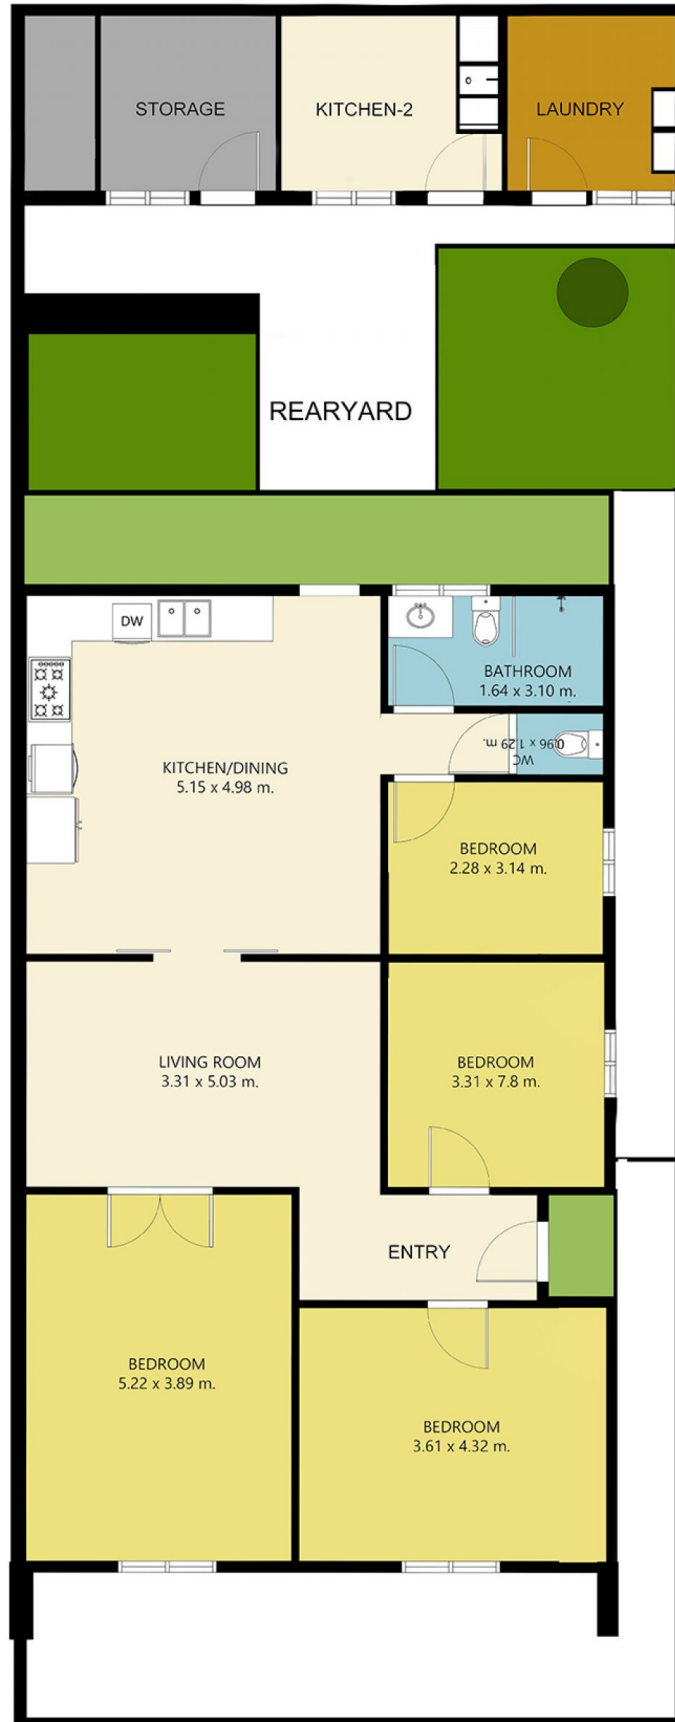 STORAGE
KITCHEN-2
LAUNDRY
REARYARD
DW
BATHROOM
1.64 x 3.10 m.
WC
0.96 x 1.29 m.
KITCHEN/DINING
5.15 x 4.98 m.
BEDROOM
2.28 x 3.14 m.
LIVING ROOM
3.31 x 5.03 m.
BEDROOM
3.31 x 7.8 m.
ENTRY
BEDROOM
5.22 x 3.89 m.
BEDROOM
3.61 x 4.32 m.